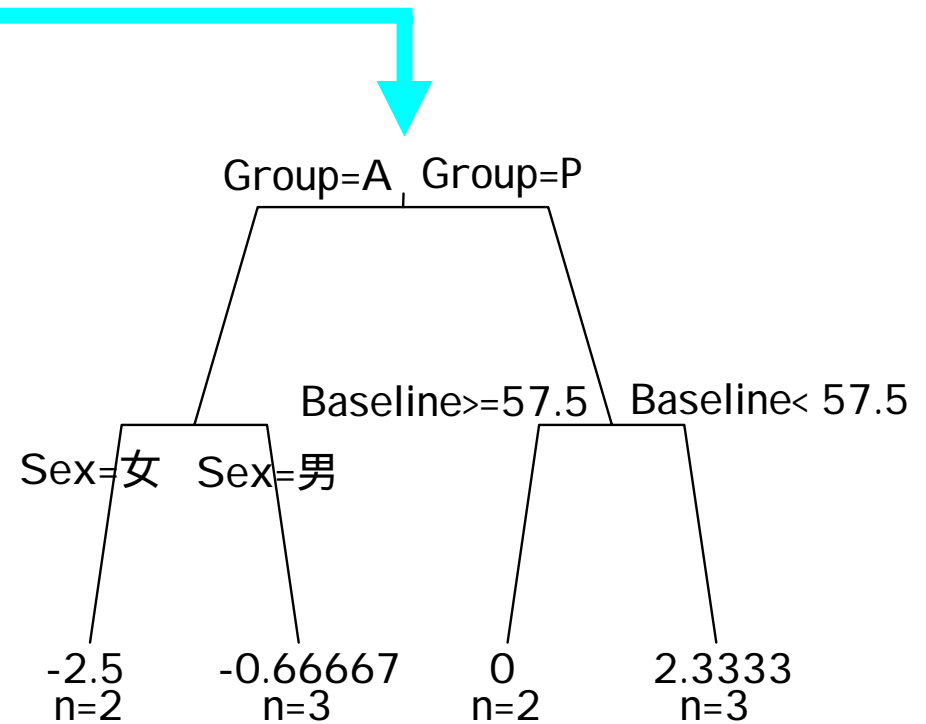 Group=A Group=P
Baseline>=57.5 Baseline< 57.5
Sex=女 Sex=男
-2.5 -0.66667 0 2.3333
n=2 n=3 n=2 n=3